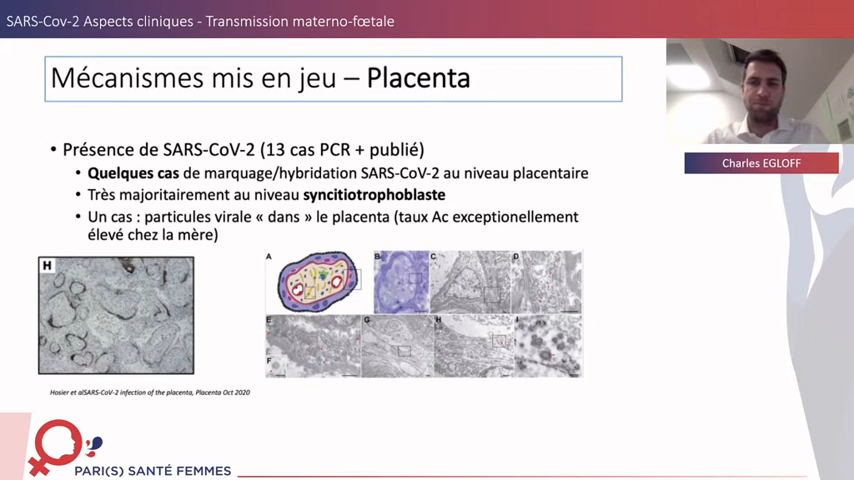 SARS-Cov-2 Aspects cliniques - Transmission materno-fœtale
Mécanismes mis en jeu – Placenta
• Présence de SARS-CoV-2 (13 cas PCR + publié)
• Quelques cas de marquage/hybridation SARS-CoV-2 au niveau placentaire
• Très majoritairement au niveau syncitiotrophoblaste
• Un cas : particules virale « dans » le placenta (taux Ac exceptionellement
élevé chez la mère)
Charles EGLOFF
H
A
B
C
D
E
F
G
H
I
Hosier et alSARS-CoV-2 infection of the placenta, Placenta Oct 2020
PARI(S) SANTÉ FEMMES